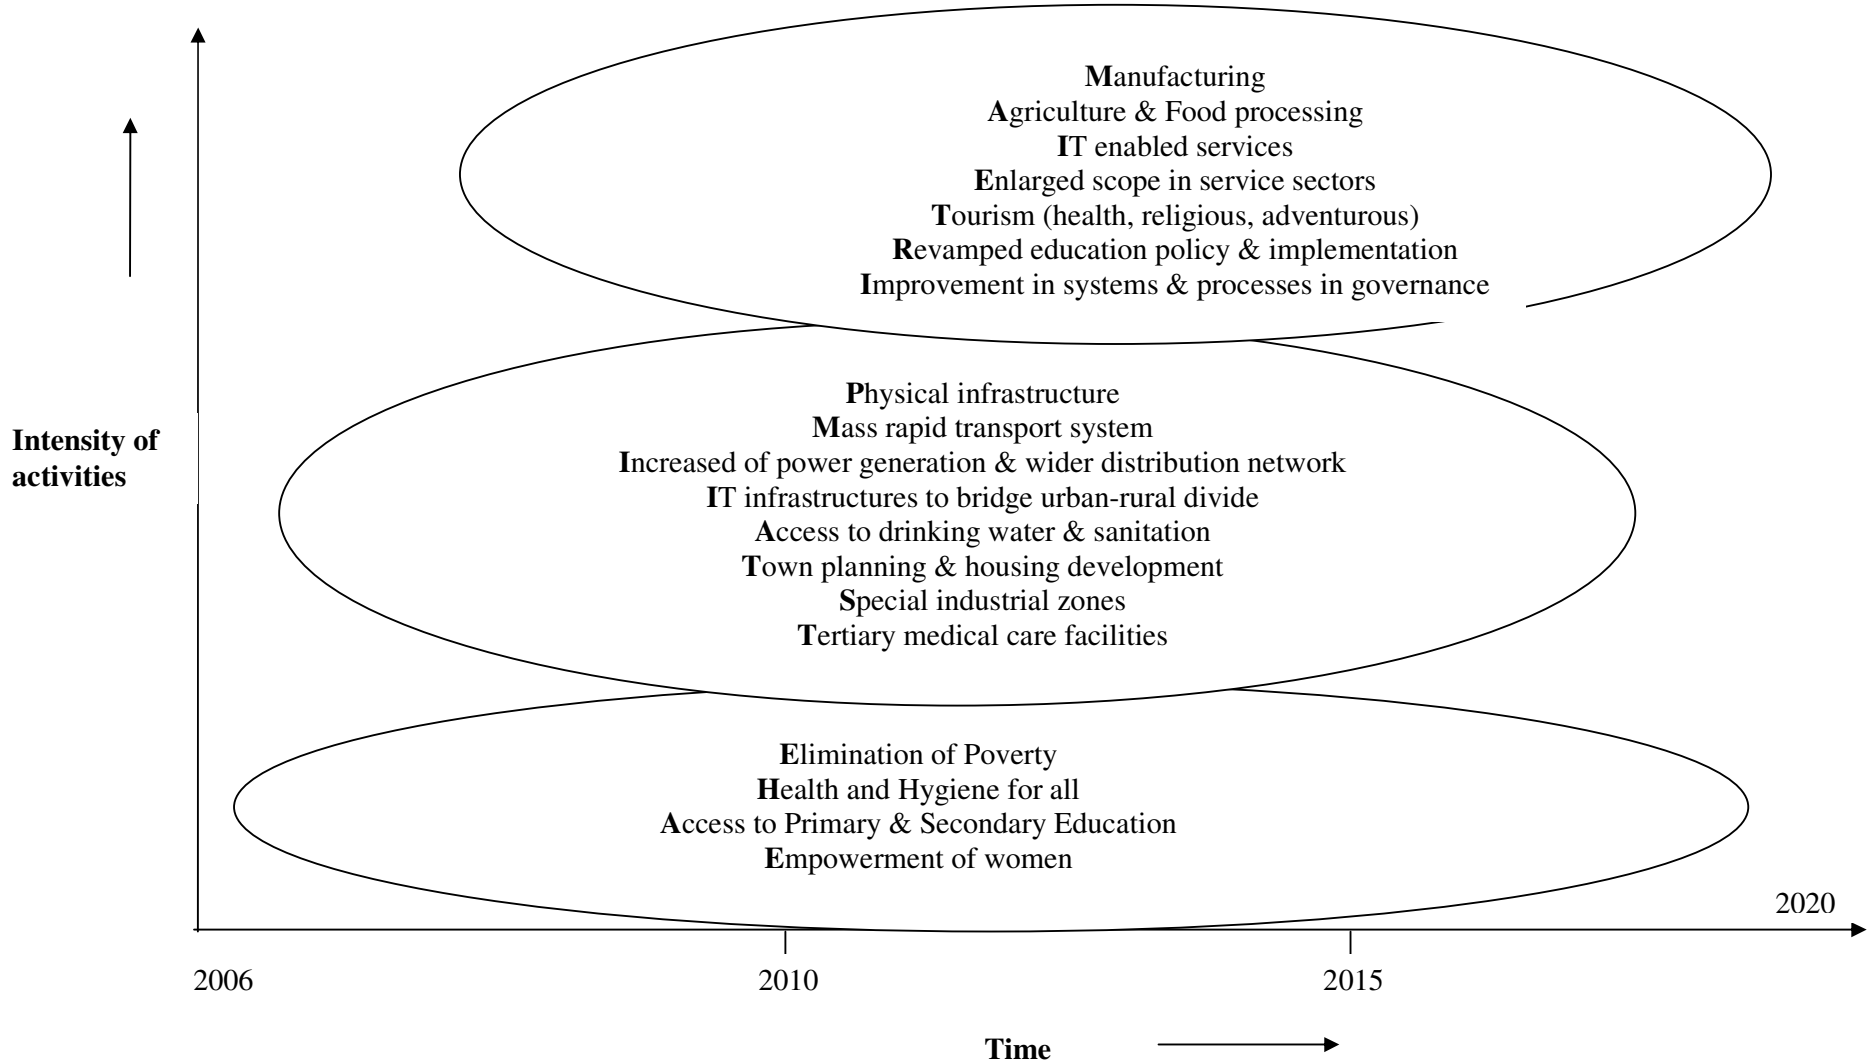 Manufacturing
Agriculture & Food processing
IT enabled services
Enlarged scope in service sectors
Tourism (health, religious, adventurous)
Revamped education policy & implementation
Improvement in systems & processes in governance
Physical infrastructure
Mass rapid transport system
Increased of power generation & wider distribution network
IT infrastructures to bridge urban-rural divide
Access to drinking water & sanitation
Town planning & housing development
Special industrial zones
Tertiary medical care facilities
Intensity of
activities
Elimination of Poverty
Health and Hygiene for all
Access to Primary & Secondary Education
Empowerment of women
2020
2006
2010
2015
Time